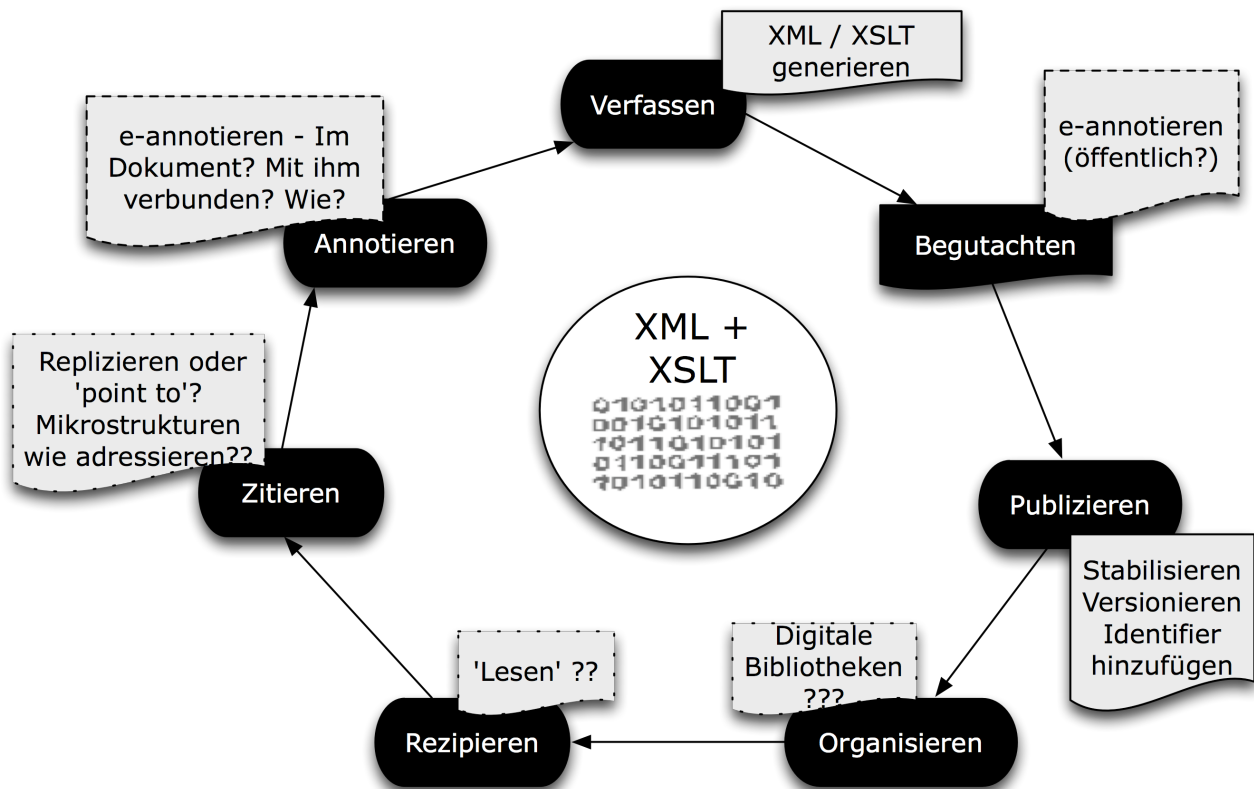 XML / XSLT
generieren
Verfassen
e-annotieren
(öffentlich?)
Begutachten
Publizieren
Stabilisieren
Versionieren
Identifier
hinzufügen
Digitale
Bibliotheken
???
Organisieren
'Lesen' ??
Rezipieren
Replizieren oder
'point to'?
Mikrostrukturen
wie adressieren??
Zitieren
e-annotieren - Im
Dokument? Mit ihm
verbunden? Wie?
Annotieren
XML +
XSLT